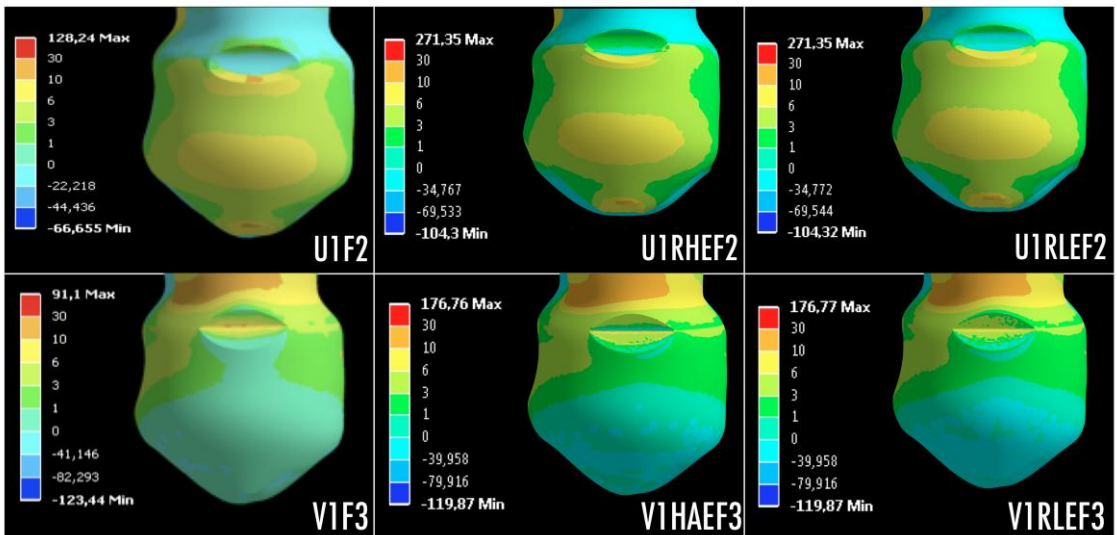 128,24 Max
30
10
6
3
1
0
-22,218
-44,436
-66,655 Min
U1F2
271,35 Max
30
10
6
3
1
0
-34,767
-69,533
-104,3 Min
U1RHEF2
271,35 Max
30
10
6
3
1
0
-34,772
-69,544
-104,32 Min
U1RLEF2
91,1 Max
30
10
6
3
1
0
-41,146
-82,293
-123,44 Min
V1F3
176,76 Max
30
10
6
3
1
0
-39,958
-79,916
-119,87 Min
V1HAEF3
176,77 Max
30
10
6
3
1
0
-39,958
-79,916
-119,87 Min
V1RLEF3